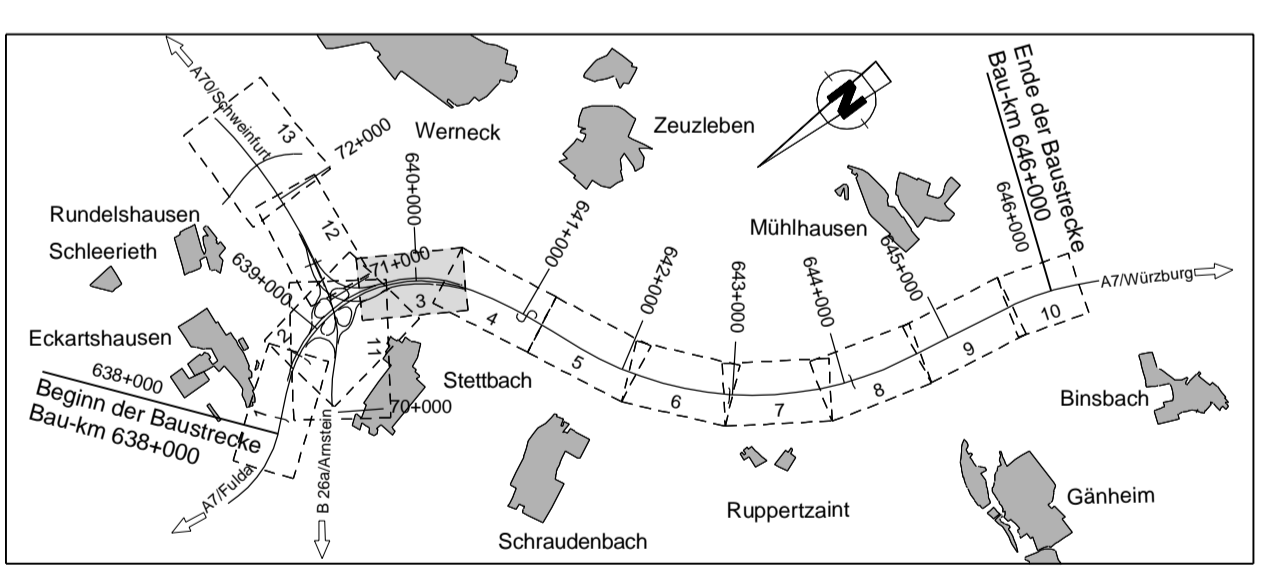 A70/Schweinfurt
13
72+000
Werneck
Zeuzleben
N
Ende der Baustrecke
Bau-km 646+000
646+000
Rundelshausen
Schleerieth
12
640+000
641+000
Mühlhausen
645+000
639+000
71+000
642+000
643+000
644+000
A7/Würzburg
3
4
10
2
Eckartshausen
11
5
9
638+000
Beginn der Baustrecke
Bau-km 638+000
Stettbach
70+000
6
7
8
Binsbach
A7/Fulda
B 26a/Arnstein
Schraudenbach
Ruppertzaint
Gänheim